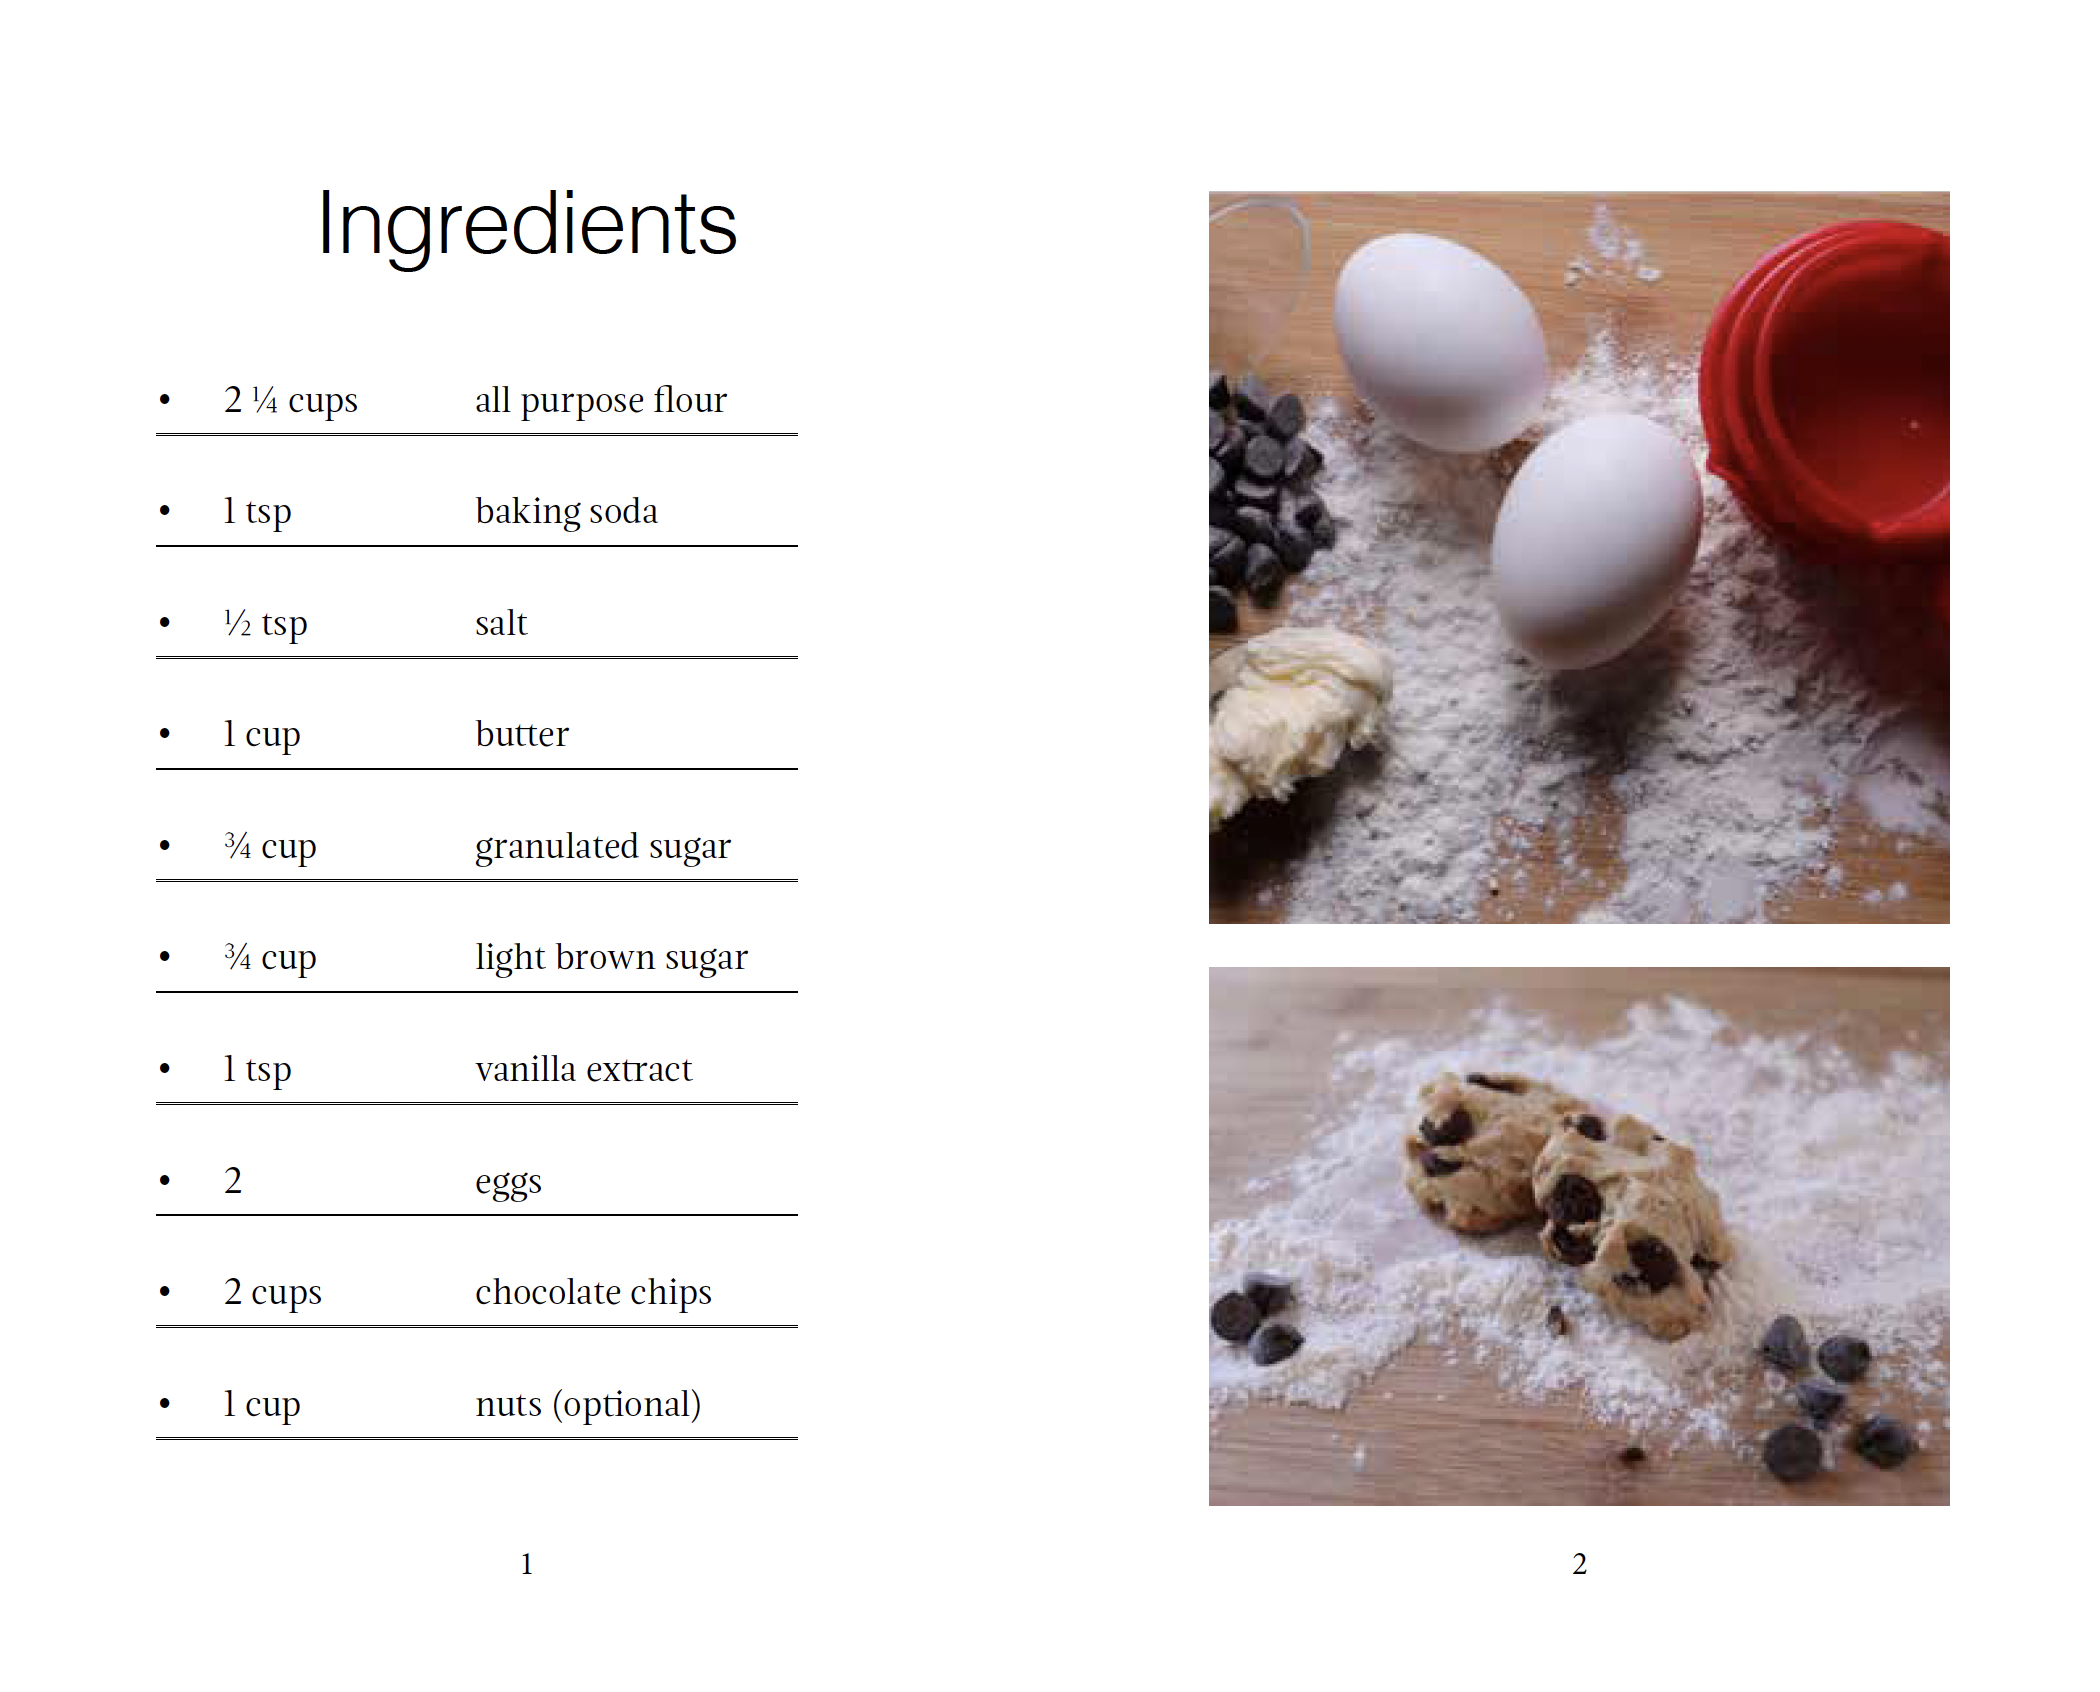 Ingredients
• 2 ¼ cups all purpose flour
• 1 tsp baking soda
• ½ tsp salt
• 1 cup butter
• ¾ cup granulated sugar
• ¾ cup light brown sugar
• 1 tsp vanilla extract
• 2 eggs
• 2 cups chocolate chips
• 1 cup nuts (optional)
1
2